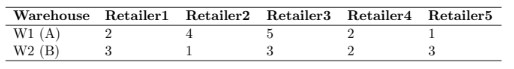 Warehouse Retailer1 Retailer2 Retailer3 Retailer4 Retailer5
W1 (A) 2 4 5 2 1
W2 (B) 3 1 3 2 3